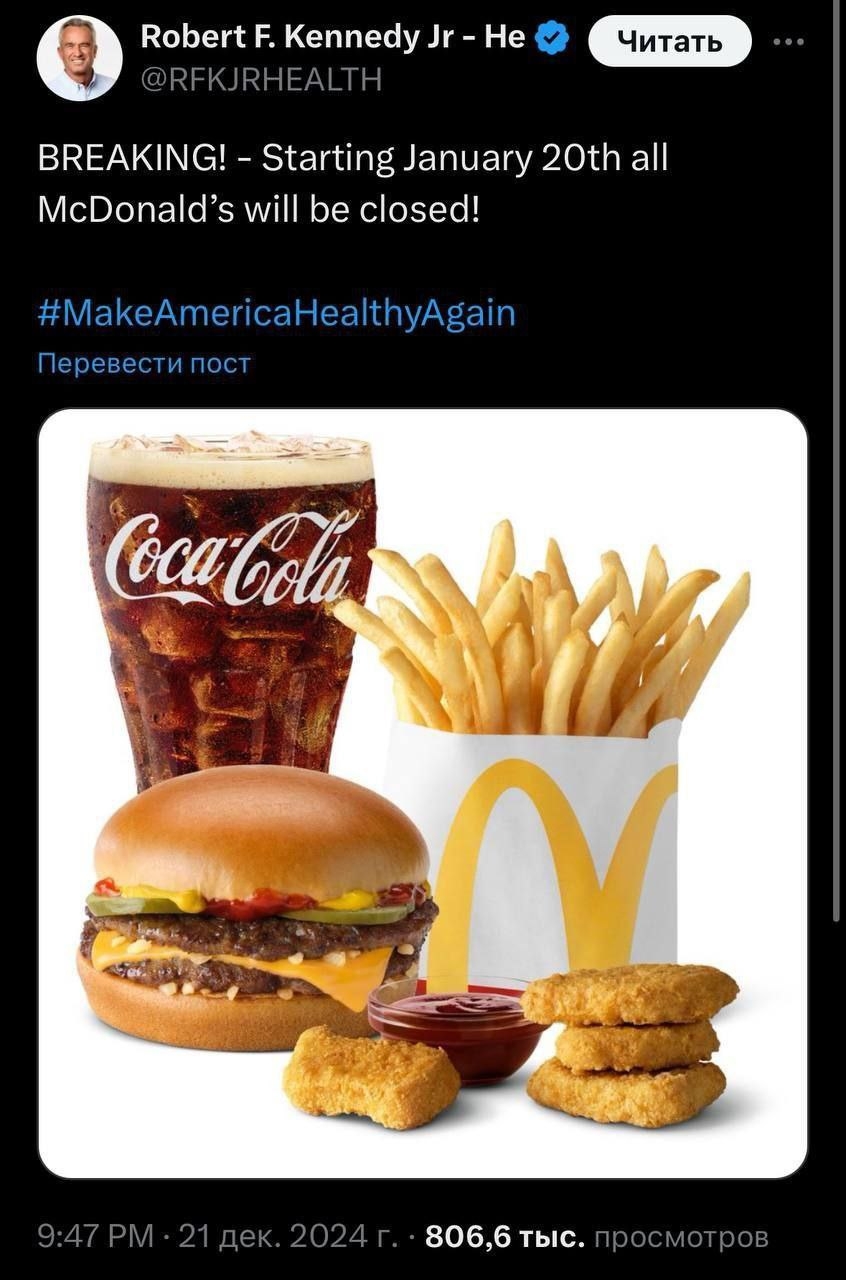 Robert F. Kennedy Jr - He
Читать
@RFKJRHEALTH
BREAKING! - Starting January 20th all
McDonald’s will be closed!
#MakeAmericaHealthyAgain
Перевести пост
Coca-Cola
9:47 PM · 21 дек. 2024 г. · 806,6 тыс. просмотров